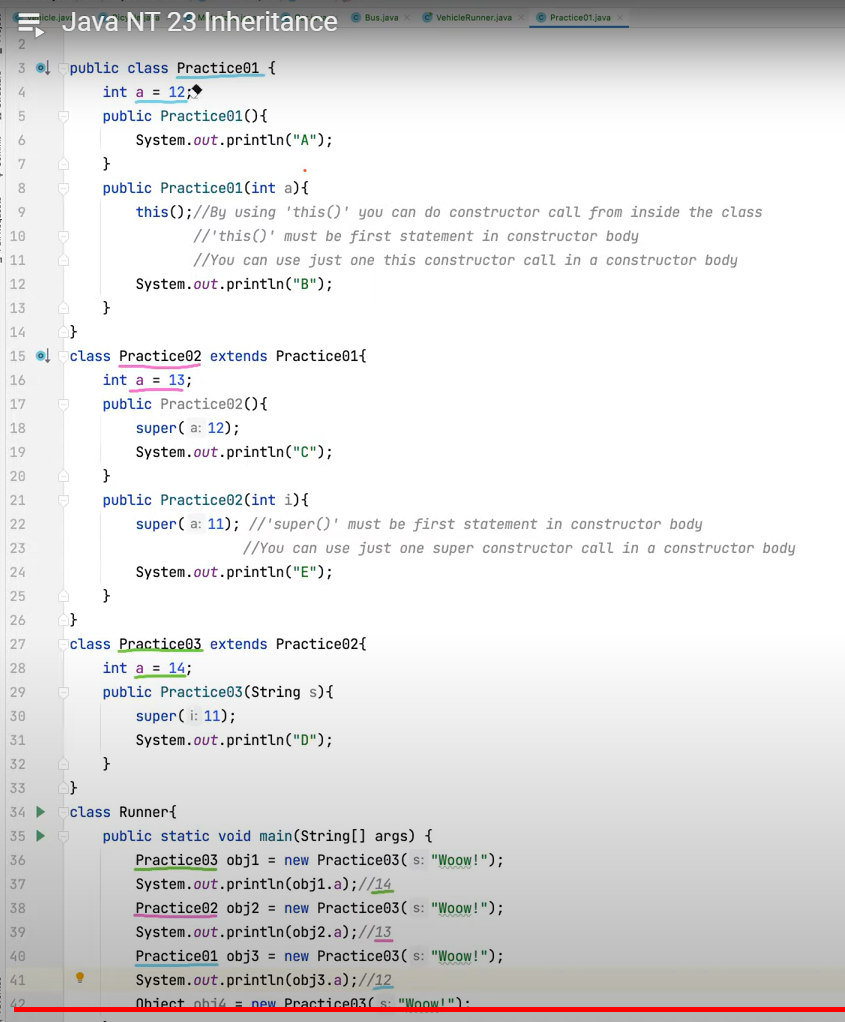 Java NT 23 Inheritance
Bus.java
VehicleRunner.java
Practice01.java
2
3 public class Practice01 {
4 int a = 12;
5 public Practice01(){
6 System.out.println("A");
7 }
8 public Practice01(int a){
9 this();//By using 'this()' you can do constructor call from inside the class
10 //'this()' must be first statement in constructor body
11 //You can use just one this constructor call in a constructor body
12 System.out.println("B");
13 }
14 }
15 class Practice02 extends Practice01{
16 int a = 13;
17 public Practice02(){
18 super( a: 12);
19 System.out.println("C");
20 }
21 public Practice02(int i){
22 super( a: 11); //'super()' must be first statement in constructor body
23 //You can use just one super constructor call in a constructor body
24 System.out.println("E");
25 }
26 }
27 class Practice03 extends Practice02{
28 int a = 14;
29 public Practice03(String s){
30 super( i: 11);
31 System.out.println("D");
32 }
33 }
34 class Runner{
35 public static void main(String[] args) {
36 Practice03 obj1 = new Practice03( s: "Woow!");
37 System.out.println(obj1.a);//14
38 Practice02 obj2 = new Practice03( s: "Woow!");
39 System.out.println(obj2.a);//13
40 Practice01 obj3 = new Practice03( s: "Woow!");
41 System.out.println(obj3.a);//12
42 Object obj4 = new Practice03( s: "Woow!");